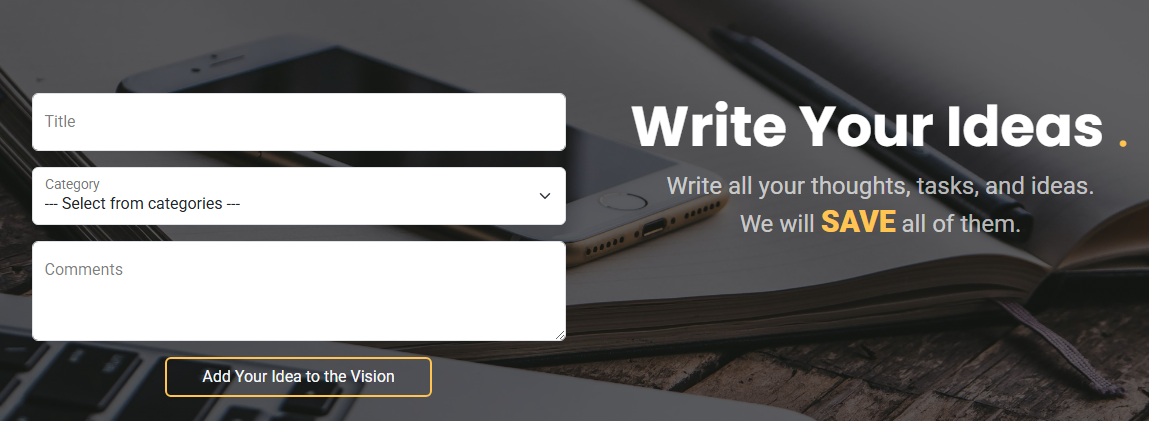 Title
Category
--- Select from categories ---
Comments
Add Your Idea to the Vision
Write Your Ideas .
Write all your thoughts, tasks, and ideas.
We will SAVE all of them.